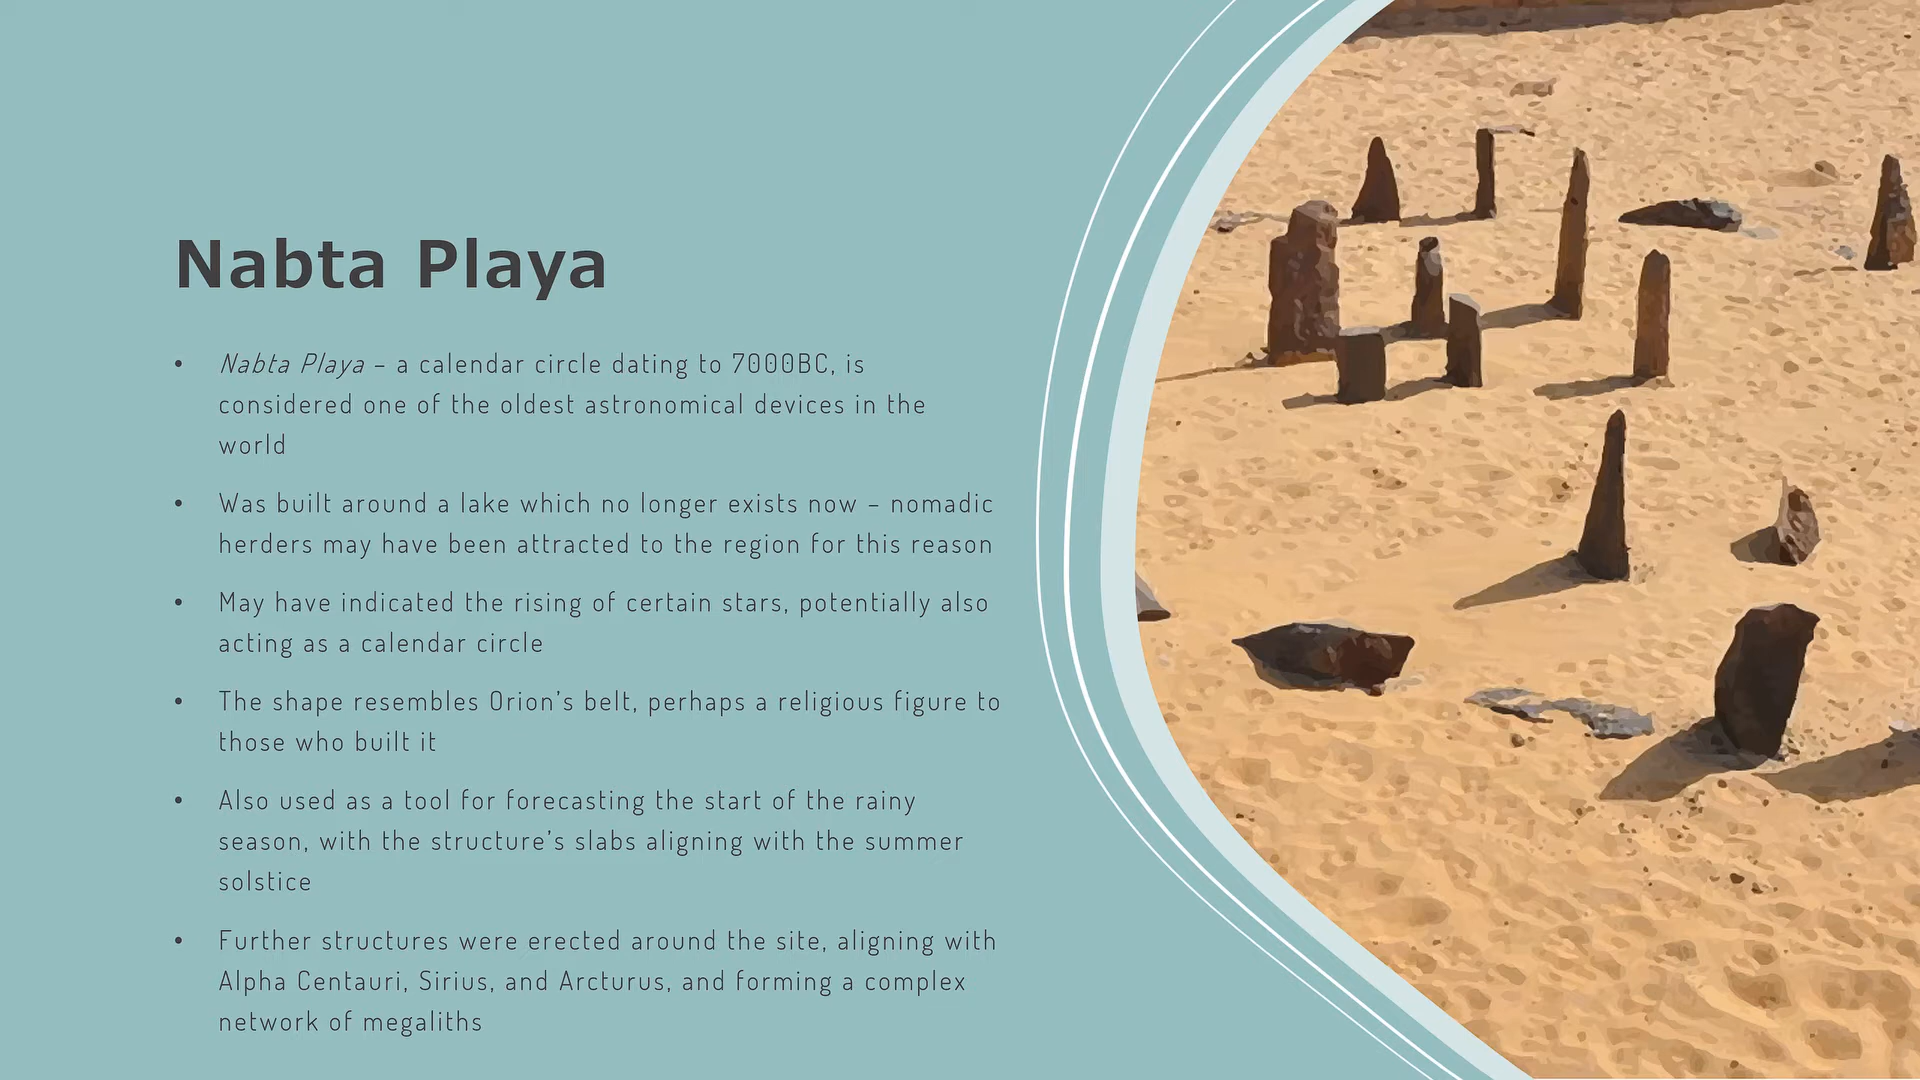 Nabta Playa
• Nabta Playa – a calendar circle dating to 7000BC, is
considered one of the oldest astronomical devices in the
world
• Was built around a lake which no longer exists now – nomadic
herders may have been attracted to the region for this reason
• May have indicated the rising of certain stars, potentially also
acting as a calendar circle
• The shape resembles Orion’s belt, perhaps a religious figure to
those who built it
• Also used as a tool for forecasting the start of the rainy
season, with the structure’s slabs aligning with the summer
solstice
• Further structures were erected around the site, aligning with
Alpha Centauri, Sirius, and Arcturus, and forming a complex
network of megaliths